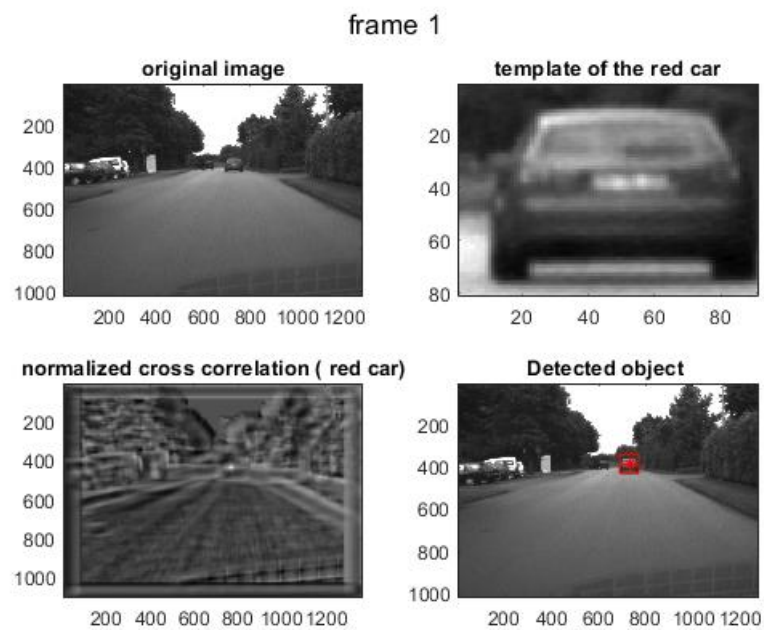 frame 1
original image
200
400
600
800
1000
200 400 600 800 1000 1200
template of the red car
20
40
60
80
20 40 60 80
normalized cross correlation ( red car)
200
400
600
800
1000
200 400 600 800 1000 1200
Detected object
200
400
600
800
1000
200 400 600 800 1000 1200